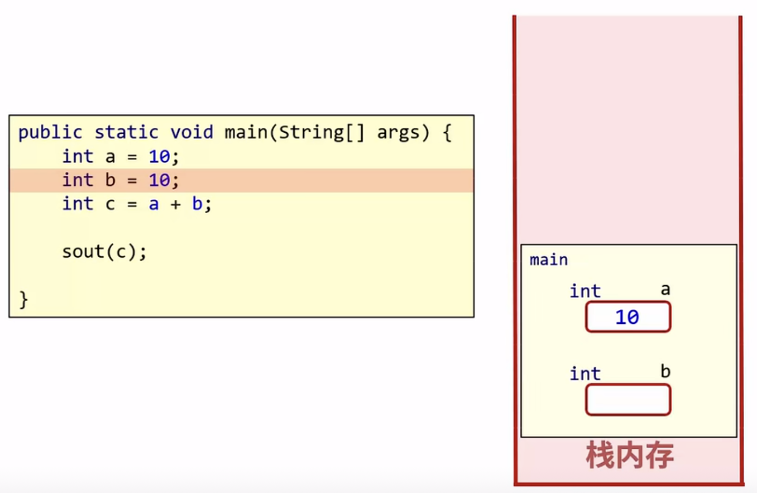 public static void main(String[] args) {
int a = 10;
int b = 10;
int c = a + b;
sout(c);
}
main
int a
10
int b
栈内存